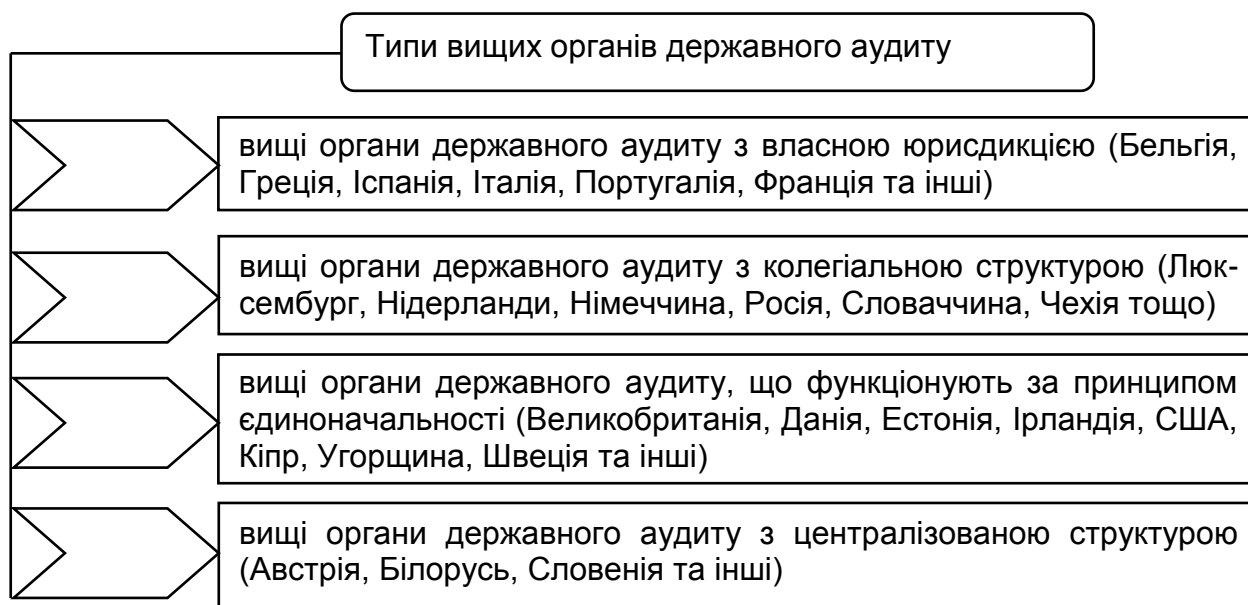 Типи вищих органів державного аудиту
вищі органи державного аудиту з власною юрисдикцією (Бельгія,
Греція, Іспанія, Італія, Португалія, Франція та інші)
вищі органи державного аудиту з колегіальною структурою (Люк-
сембург, Нідерланди, Німеччина, Росія, Словаччина, Чехія тощо)
вищі органи державного аудиту, що функціонують за принципом
єдиноначальності (Великобританія, Данія, Естонія, Ірландія, США,
Кіпр, Угорщина, Швеція та інші)
вищі органи державного аудиту з централізованою структурою
(Австрія, Білорусь, Словенія та інші)